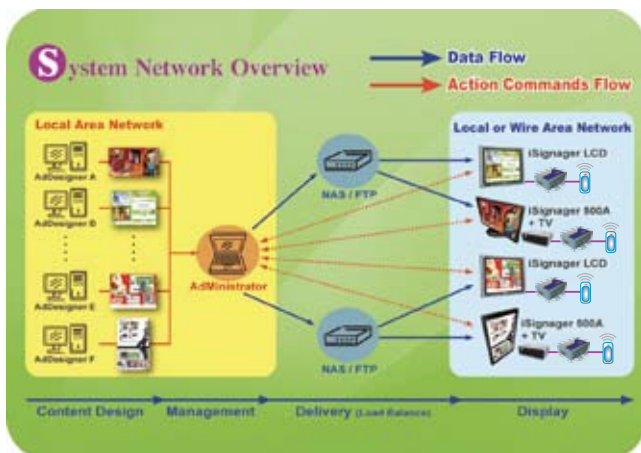 System Network Overview
Data Flow
Action Commands Flow
Local Area Network
AdDesigner A
AdDesigner B
AdDesigner E
AdDesigner F
AdMinistrator
NAS / FTP
NAS / FTP
Local or Wire Area Network
iSignager LCD
iSignager 500A
+ TV
iSignager LCD
iSignager 500A
+ TV
Content Design
Management
Delivery (Load Balance)
Display